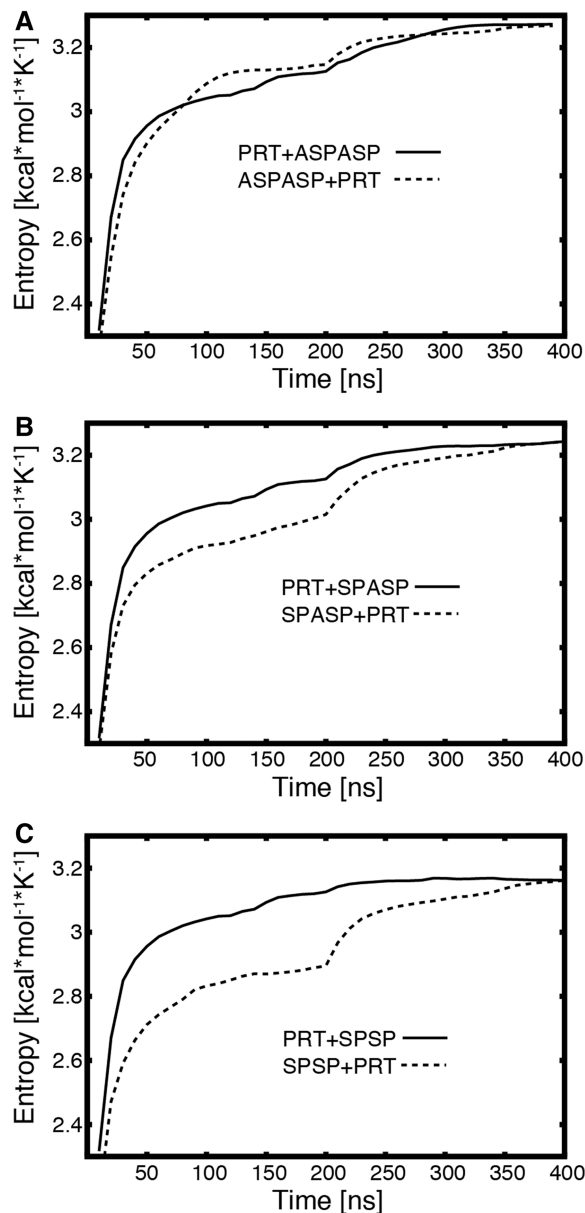 A
Entropy [kcal*mol-1*K-1]
3.2
3
2.8
2.6
2.4
PRT+ASPASP
ASPASP+PRT
50 100 150 200 250 300 350 400
Time [ns]
B
Entropy [kcal*mol-1*K-1]
3.2
3
2.8
2.6
2.4
PRT+SPASP
SPASP+PRT
50 100 150 200 250 300 350 400
Time [ns]
C
Entropy [kcal*mol-1*K-1]
3.2
3
2.8
2.6
2.4
PRT+SPSP
SPSP+PRT
50 100 150 200 250 300 350 400
Time [ns]